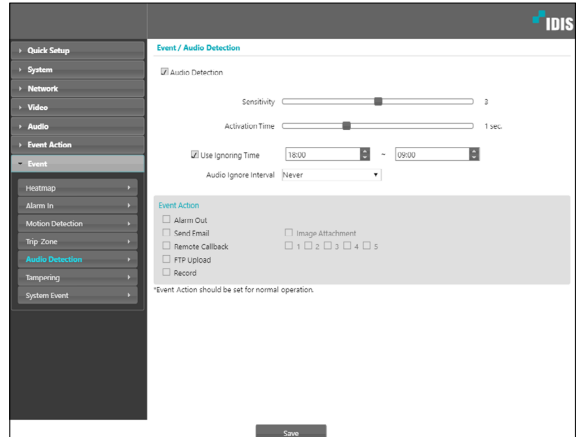 IDIS
Quick Setup
System
Network
Video
Audio
Event Action
Event
Heatmap
Alarm In
Motion Detection
Trip-Zone
Audio Detection
Tampering
System Event
Event / Audio Detection
Audio Detection
Sensitivity 3
Activation Time 1 sec.
Use Ignoring Time 18:00 ~ 09:00
Audio Ignore Interval Never
Event Action
Alarm Out
Send Email Image Attachment
Remote Callback 1 2 3 4 5
FTP Upload
Record
*Event Action should be set for normal operation.
Save